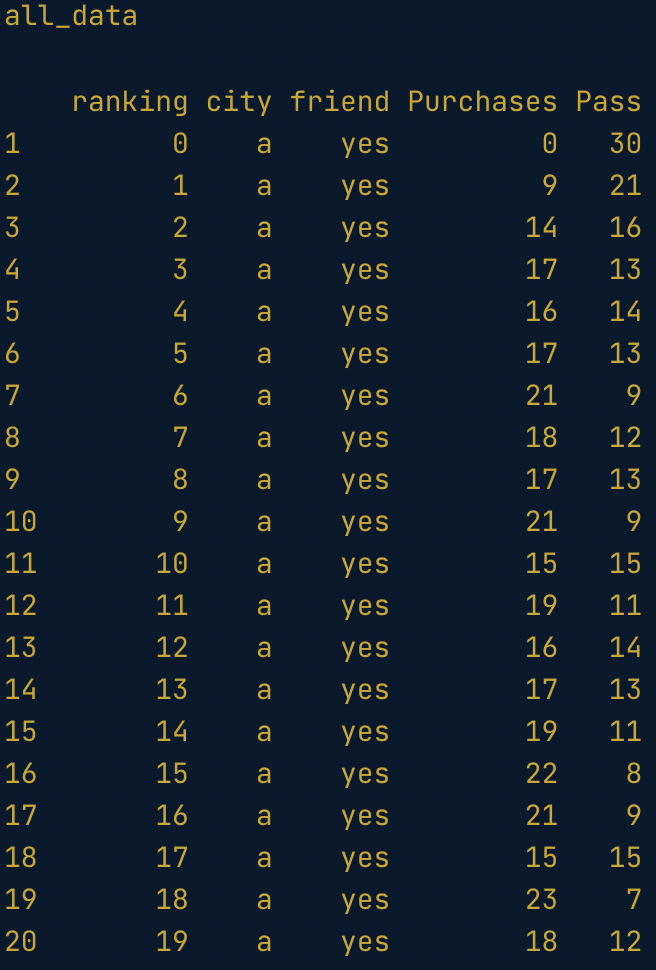 all_data
ranking city friend Purchases Pass
1 0 a yes 0 30
2 1 a yes 9 21
3 2 a yes 14 16
4 3 a yes 17 13
5 4 a yes 16 14
6 5 a yes 17 13
7 6 a yes 21 9
8 7 a yes 18 12
9 8 a yes 17 13
10 9 a yes 21 9
11 10 a yes 15 15
12 11 a yes 19 11
13 12 a yes 16 14
14 13 a yes 17 13
15 14 a yes 19 11
16 15 a yes 22 8
17 16 a yes 21 9
18 17 a yes 15 15
19 18 a yes 23 7
20 19 a yes 18 12